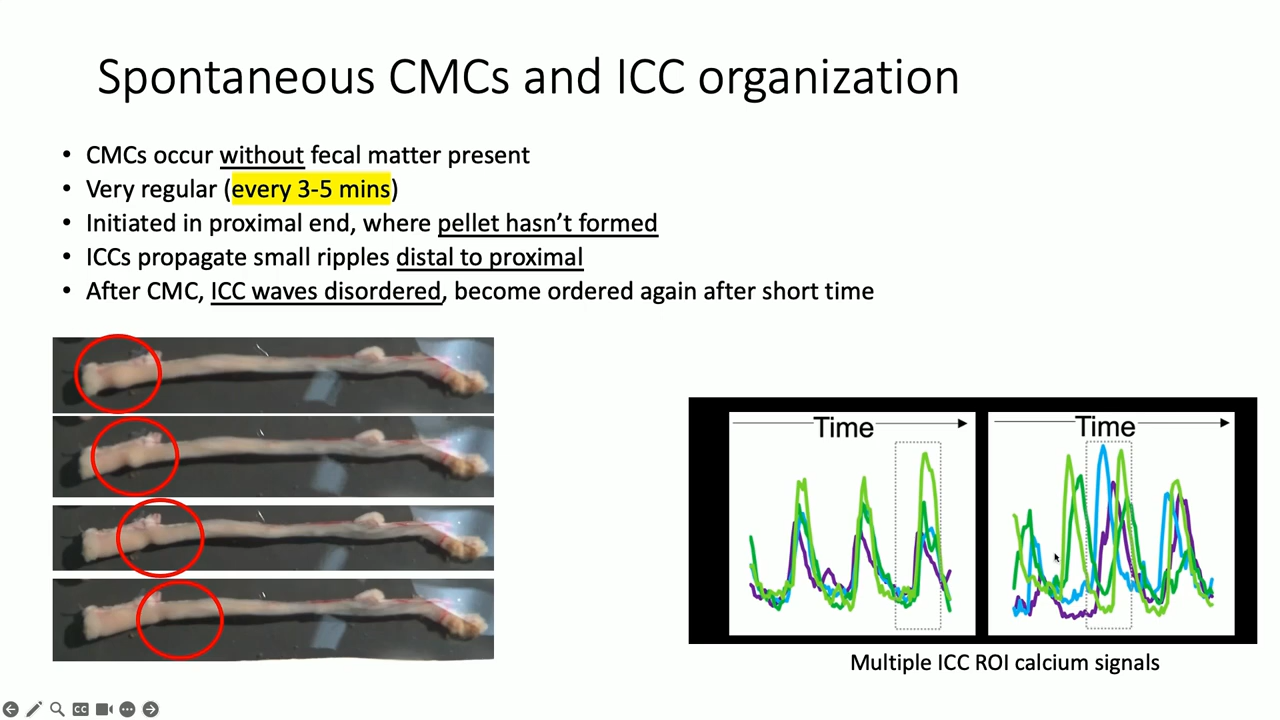 Spontaneous CMCs and ICC organization
• CMCs occur without fecal matter present
• Very regular (every 3-5 mins)
• Initiated in proximal end, where pellet hasn’t formed
• ICCs propagate small ripples distal to proximal
• After CMC, ICC waves disordered, become ordered again after short time
Time
Time
Multiple ICC ROI calcium signals
CC